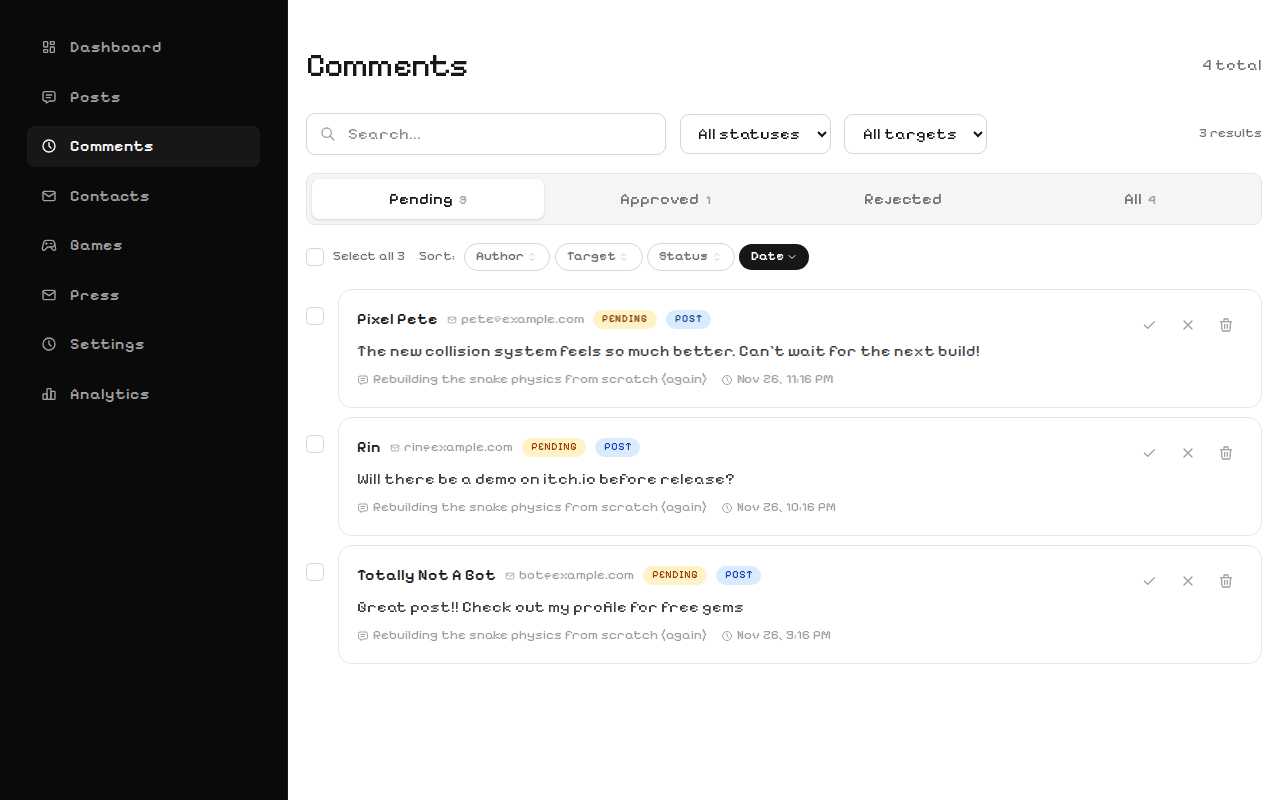 Dashboard
Posts
Comments
Contacts
Games
Press
Settings
Analytics
Comments
4 total
Search...
All statuses
All targets
3 results
Pending 3
Approved 1
Rejected
All 4
Select all 3 Sort: Author Target Status Date
Pixel Pete pete@example.com PENDING POST
The new collision system feels so much better. Can't wait for the next build!
Rebuilding the snake physics from scratch (again) Nov 26, 11:16 PM
Rin rin@example.com PENDING POST
Will there be a demo on itch.io before release?
Rebuilding the snake physics from scratch (again) Nov 26, 10:16 PM
Totally Not A Bot bot@example.com PENDING POST
Great post!! Check out my profile for free gems
Rebuilding the snake physics from scratch (again) Nov 26, 9:16 PM